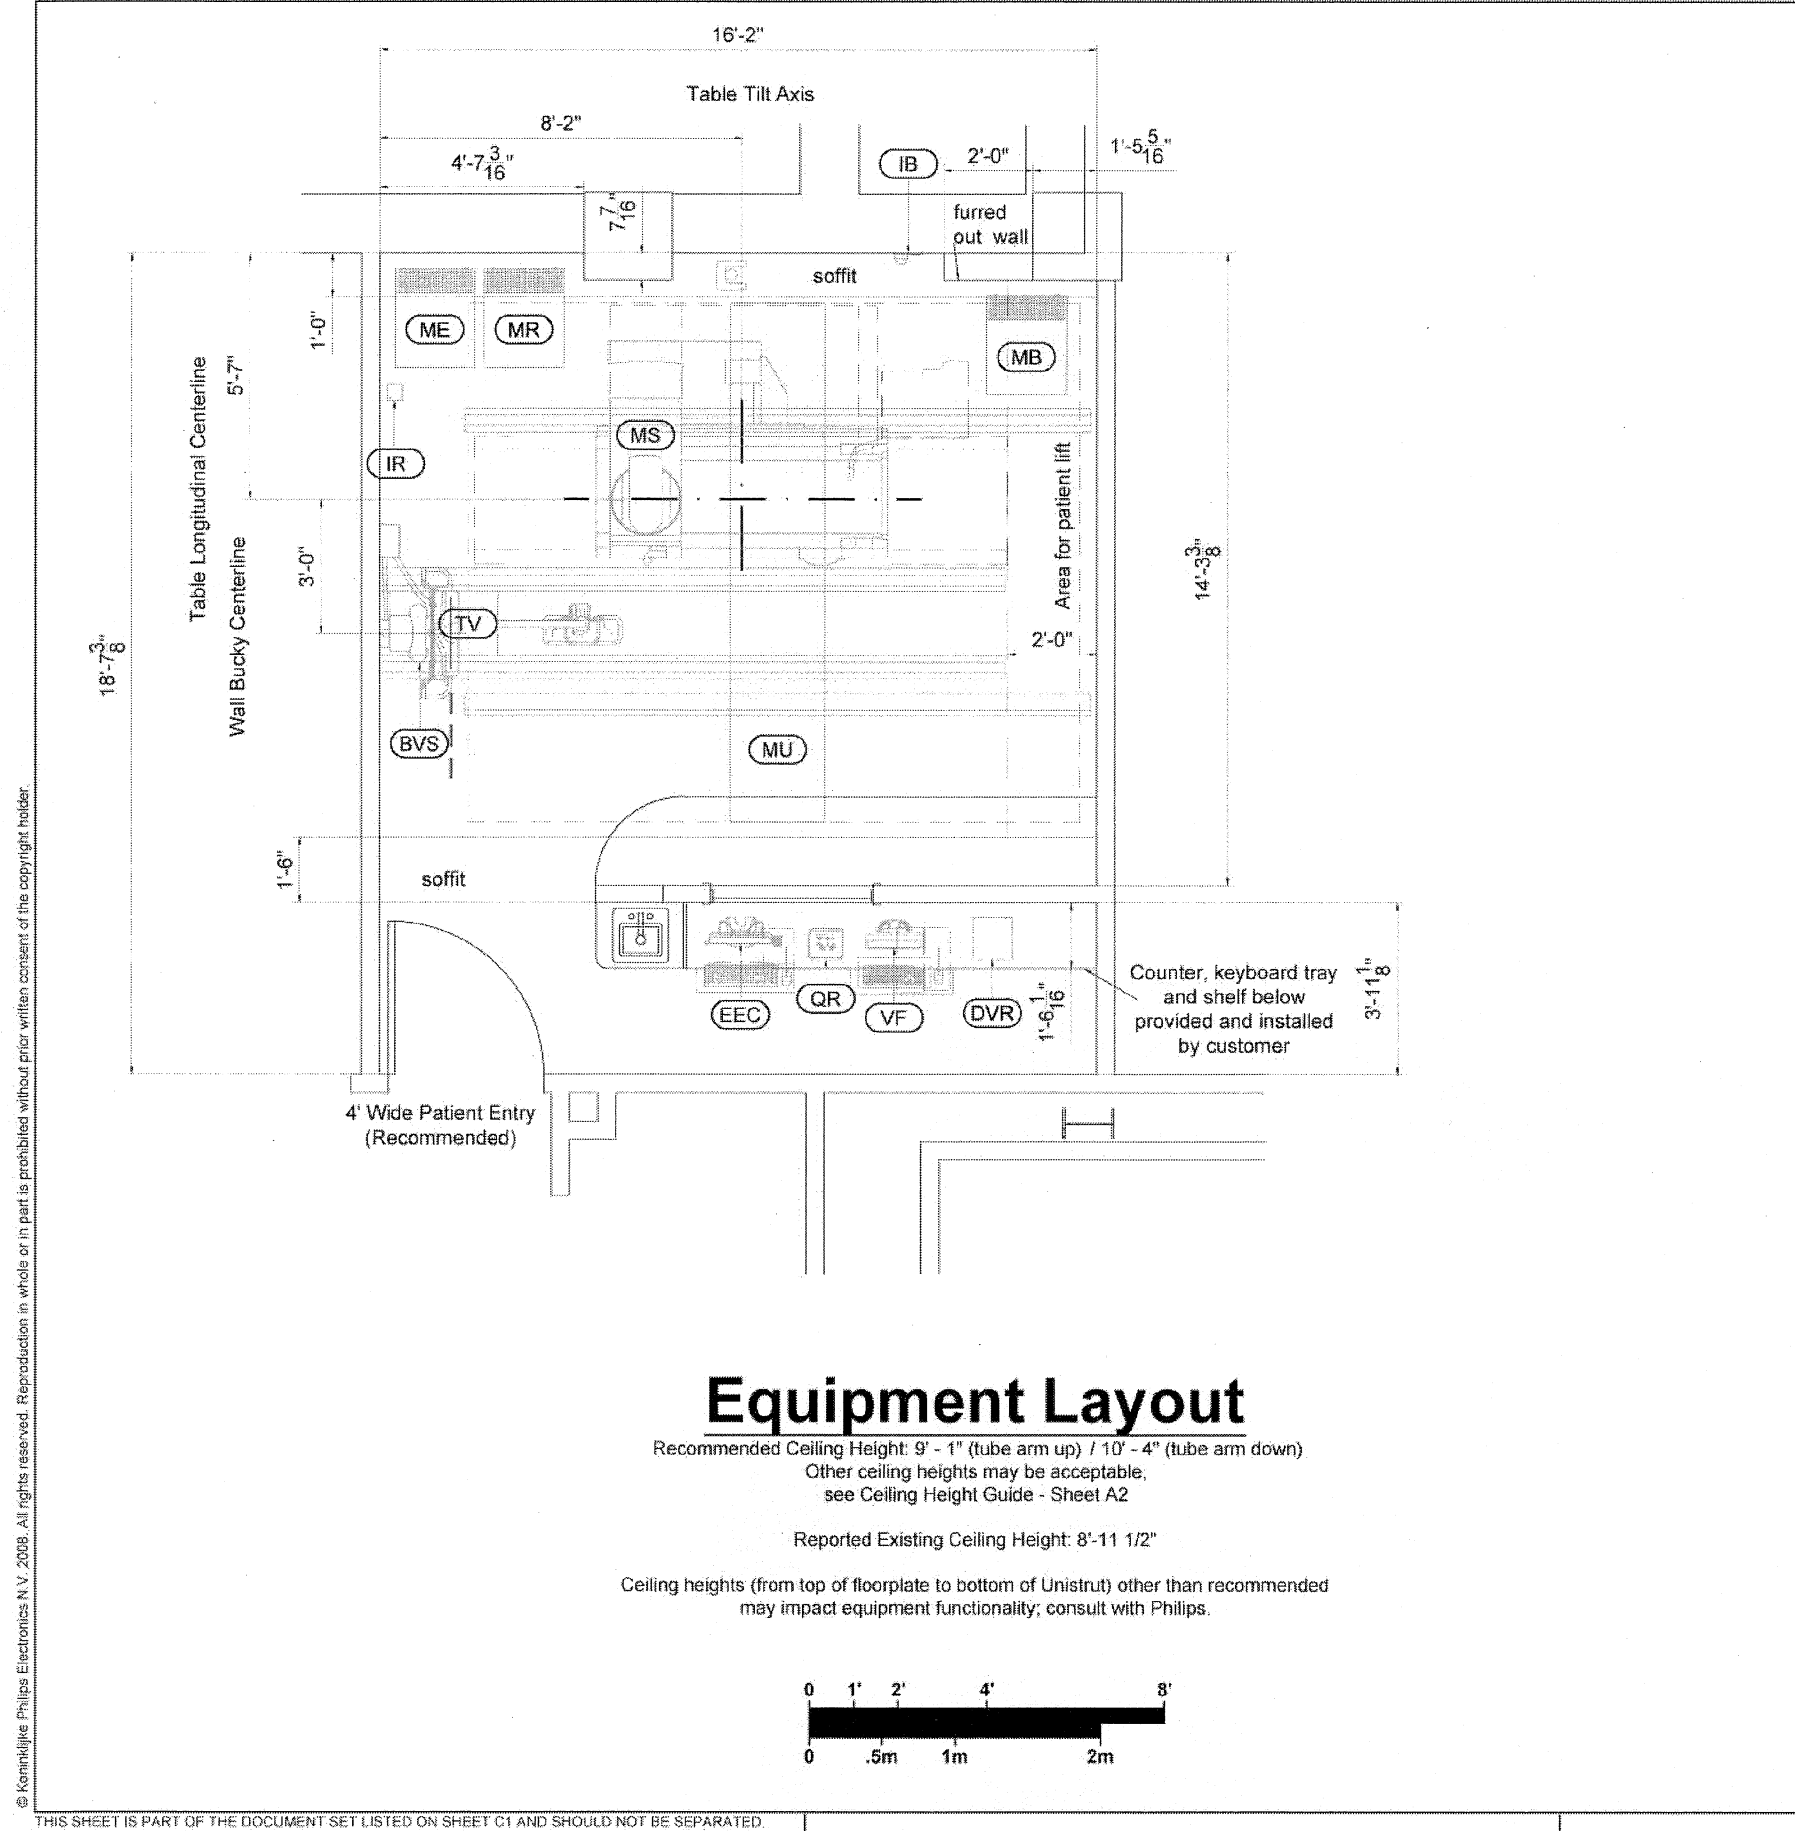 16'-2"
Table Tilt Axis
8'-2"
4'-7 3/16"
IB
2'-0"
1'-5 5/16"
7 7/16"
furred
out wall
soffit
ME
MR
MB
1'-0"
5'-7"
Table Longitudinal Centerline
MS
IR
Area for patient lift
14'-3 3/8"
3'-0"
Wall Bucky Centerline
TV
2'-0"
18'-7 3/8"
BVS
MU
1'-6"
soffit
EEC
QR
VF
DVR
1'-6 1/16"
Counter, keyboard tray
and shelf below
provided and installed
by customer
3'-11 1/8"
4' Wide Patient Entry
(Recommended)
Equipment Layout
Recommended Ceiling Height: 9' - 1" (tube arm up) / 10' - 4" (tube arm down)
Other ceiling heights may be acceptable;
see Ceiling Height Guide - Sheet A2
Reported Existing Ceiling Height: 8'-11 1/2"
Ceiling heights (from top of floorplate to bottom of Unistrut) other than recommended
may impact equipment functionality; consult with Philips.
0 1' 2' 4' 8'
0 .5m 1m 2m
© Koninklijke Philips Electronics N.V. 2008. All rights reserved. Reproduction in whole or in part is prohibited without prior written consent of the copyright holder.
THIS SHEET IS PART OF THE DOCUMENT SET LISTED ON SHEET C1 AND SHOULD NOT BE SEPARATED.